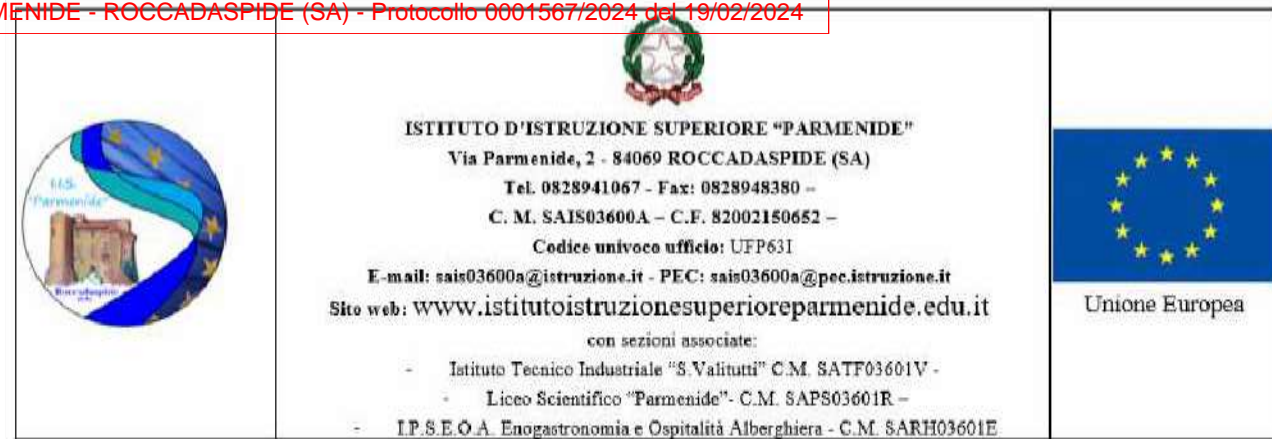 MENIDE - ROCCADASPIDE (SA) - Protocollo 0001567/2024 del 19/02/2024
I.I.S.
"Parmenide"
Roccadaspide
ISTITUTO D'ISTRUZIONE SUPERIORE "PARMENIDE"
Via Parmenide, 2 - 84069 ROCCADASPIDE (SA)
Tel. 0828941067 - Fax: 0828948380 –
C. M. SAIS03600A – C.F. 82002150652 –
Codice univoco ufficio: UFP63I
E-mail: sais03600a@istruzione.it - PEC: sais03600a@pec.istruzione.it
Sito web: www.istitutoistruzionesuperioreparmenide.edu.it
con sezioni associate:
- Istituto Tecnico Industriale "S.Valitutti" C.M. SATF03601V -
- Liceo Scientifico "Parmenide"- C.M. SAPS03601R –
- I.P.S.E.O.A. Enogastronomia e Ospitalità Alberghiera - C.M. SARH03601E
Unione Europea